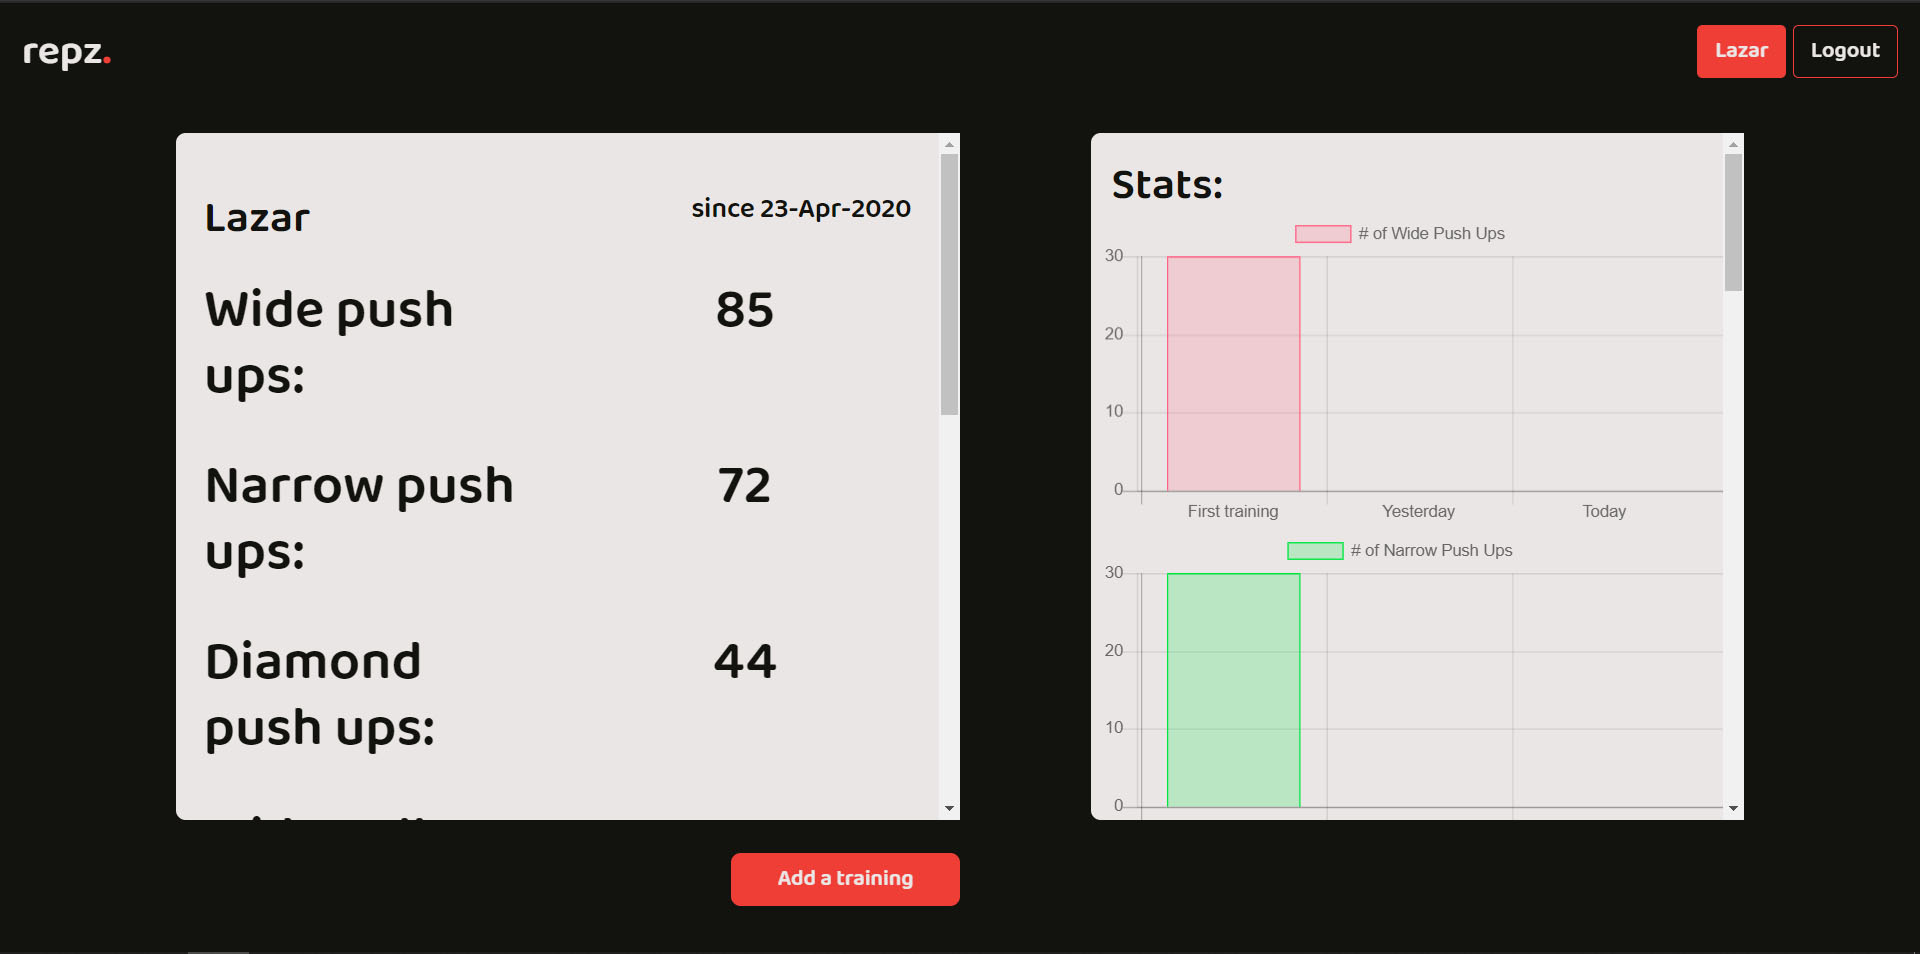 repz.
Lazar
Logout
Lazar
since 23-Apr-2020
Wide push
ups:
85
Narrow push
ups:
72
Diamond
push ups:
44
Add a training
Stats:
# of Wide Push Ups
30
20
10
0
First training
Yesterday
Today
# of Narrow Push Ups
30
20
10
0